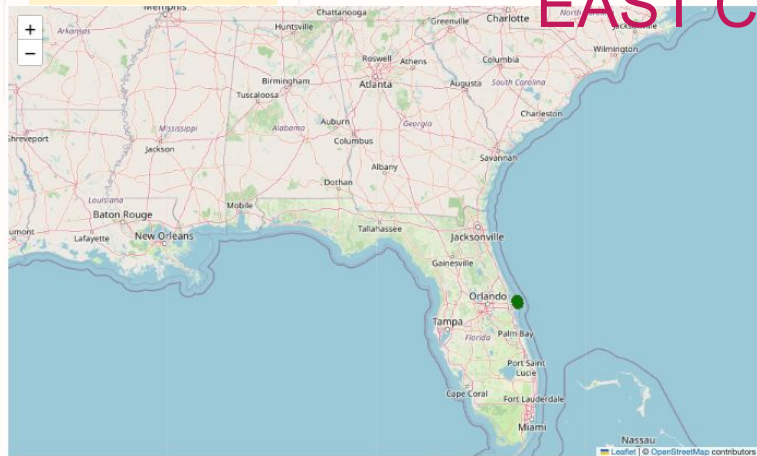 EAST C
Memphis
Chattanooga
Huntsville
Greenville
Charlotte
Arkansas
+
−
Jacksonville
Wilmington
Roswell
Athens
Columbia
Atlanta
Birmingham
Tuscaloosa
Augusta
South Carolina
Charleston
Auburn
Columbus
Georgia
Mississippi
Alabama
Shreveport
Jackson
Savannah
Albany
Dothan
Louisiana
Baton Rouge
Mobile
Tallahassee
Jacksonville
umont
Lafayette
New Orleans
Gainesville
Orlando
Tampa
Florida
Palm Bay
Port Saint
Lucie
Cape Coral
Fort Lauderdale
Miami
Nassau
Leaflet | © OpenStreetMap contributors